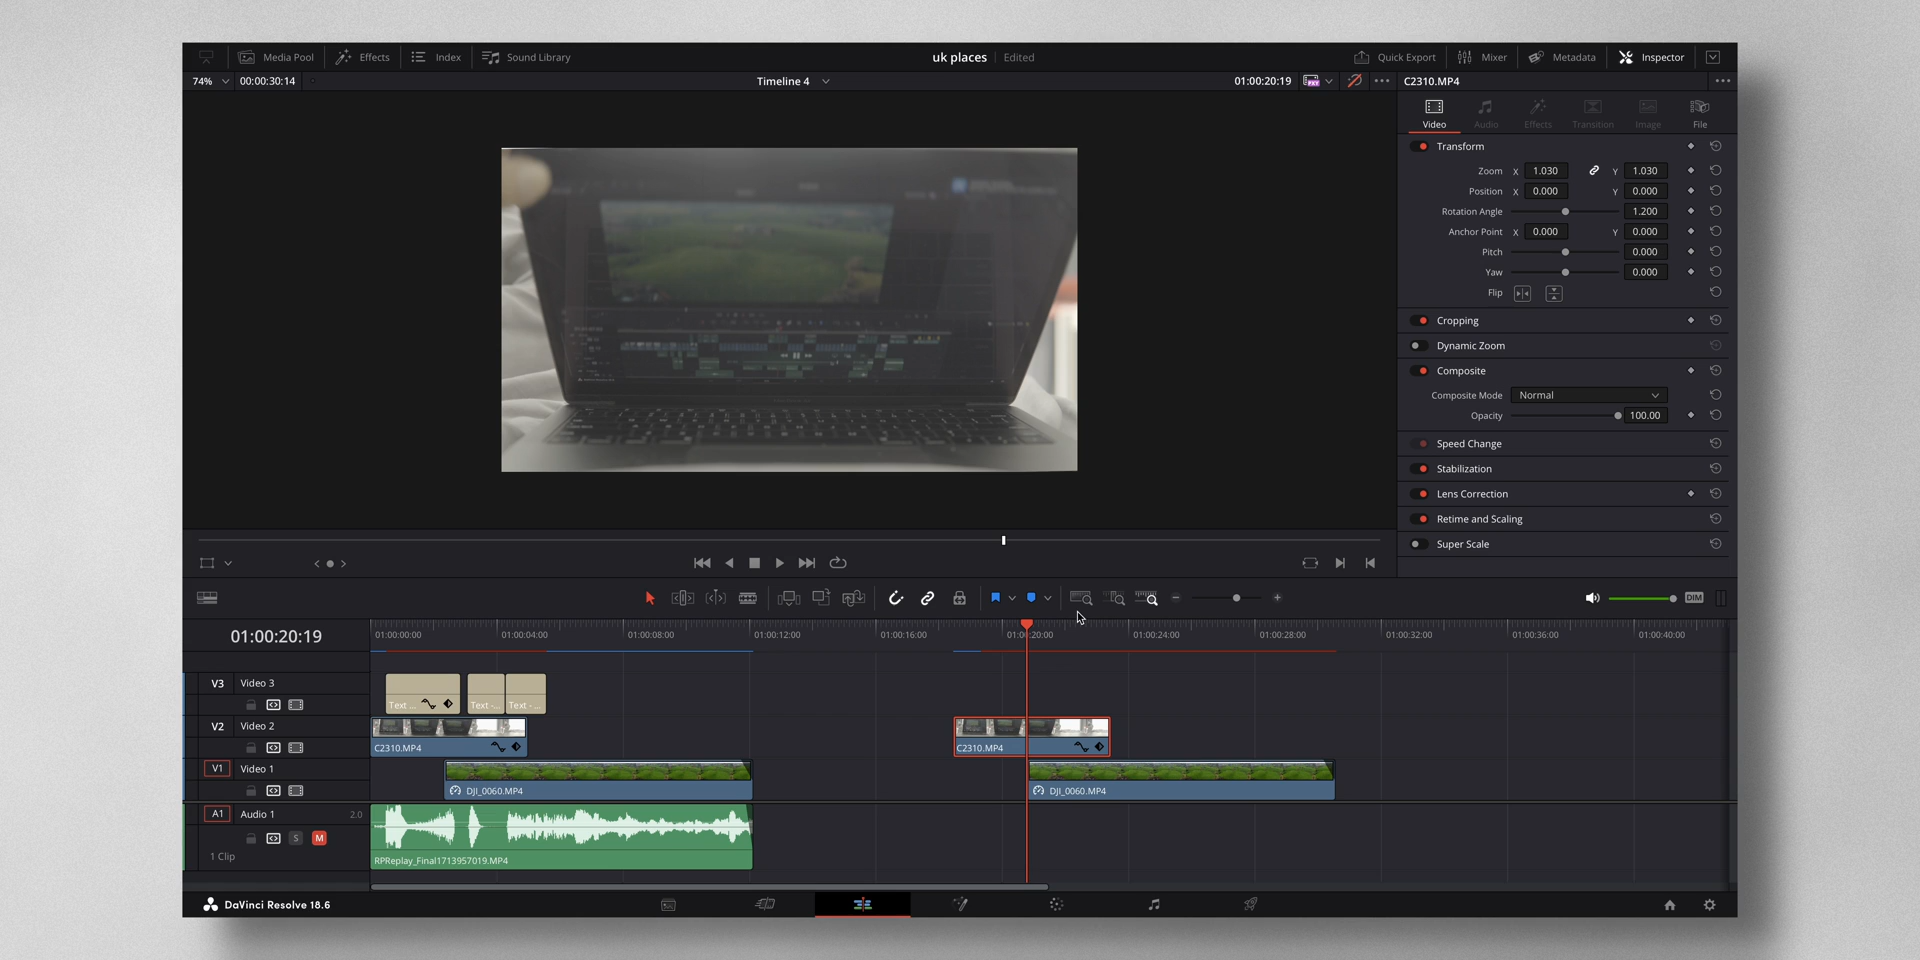 Media Pool Effects Index Sound Library uk places Edited Quick Export Mixer Metadata Inspector
74% 00:00:30:14 Timeline 4 01:00:20:19 C2310.MP4
Video Audio Effects Transition Image File
Transform
Zoom X 1.030 Y 1.030
Position X 0.000 Y 0.000
Rotation Angle 1.200
Anchor Point X 0.000 Y 0.000
Pitch 0.000
Yaw 0.000
Flip
Cropping
Dynamic Zoom
Composite
Composite Mode Normal
Opacity 100.00
Speed Change
Stabilization
Lens Correction
Retime and Scaling
Super Scale
DIM
01:00:20:19 01:00:00:00 01:00:04:00 01:00:08:00 01:00:12:00 01:00:16:00 01:00:20:00 01:00:24:00 01:00:28:00 01:00:32:00 01:00:36:00 01:00:40:00
V3 Video 3
Text ... Text -... Text - ...
V2 Video 2
C2310.MP4 C2310.MP4
V1 Video 1
DJI_0060.MP4 DJI_0060.MP4
A1 Audio 1 2.0
S M
1 Clip RPReplay_Final1713957019.MP4
DaVinci Resolve 18.6